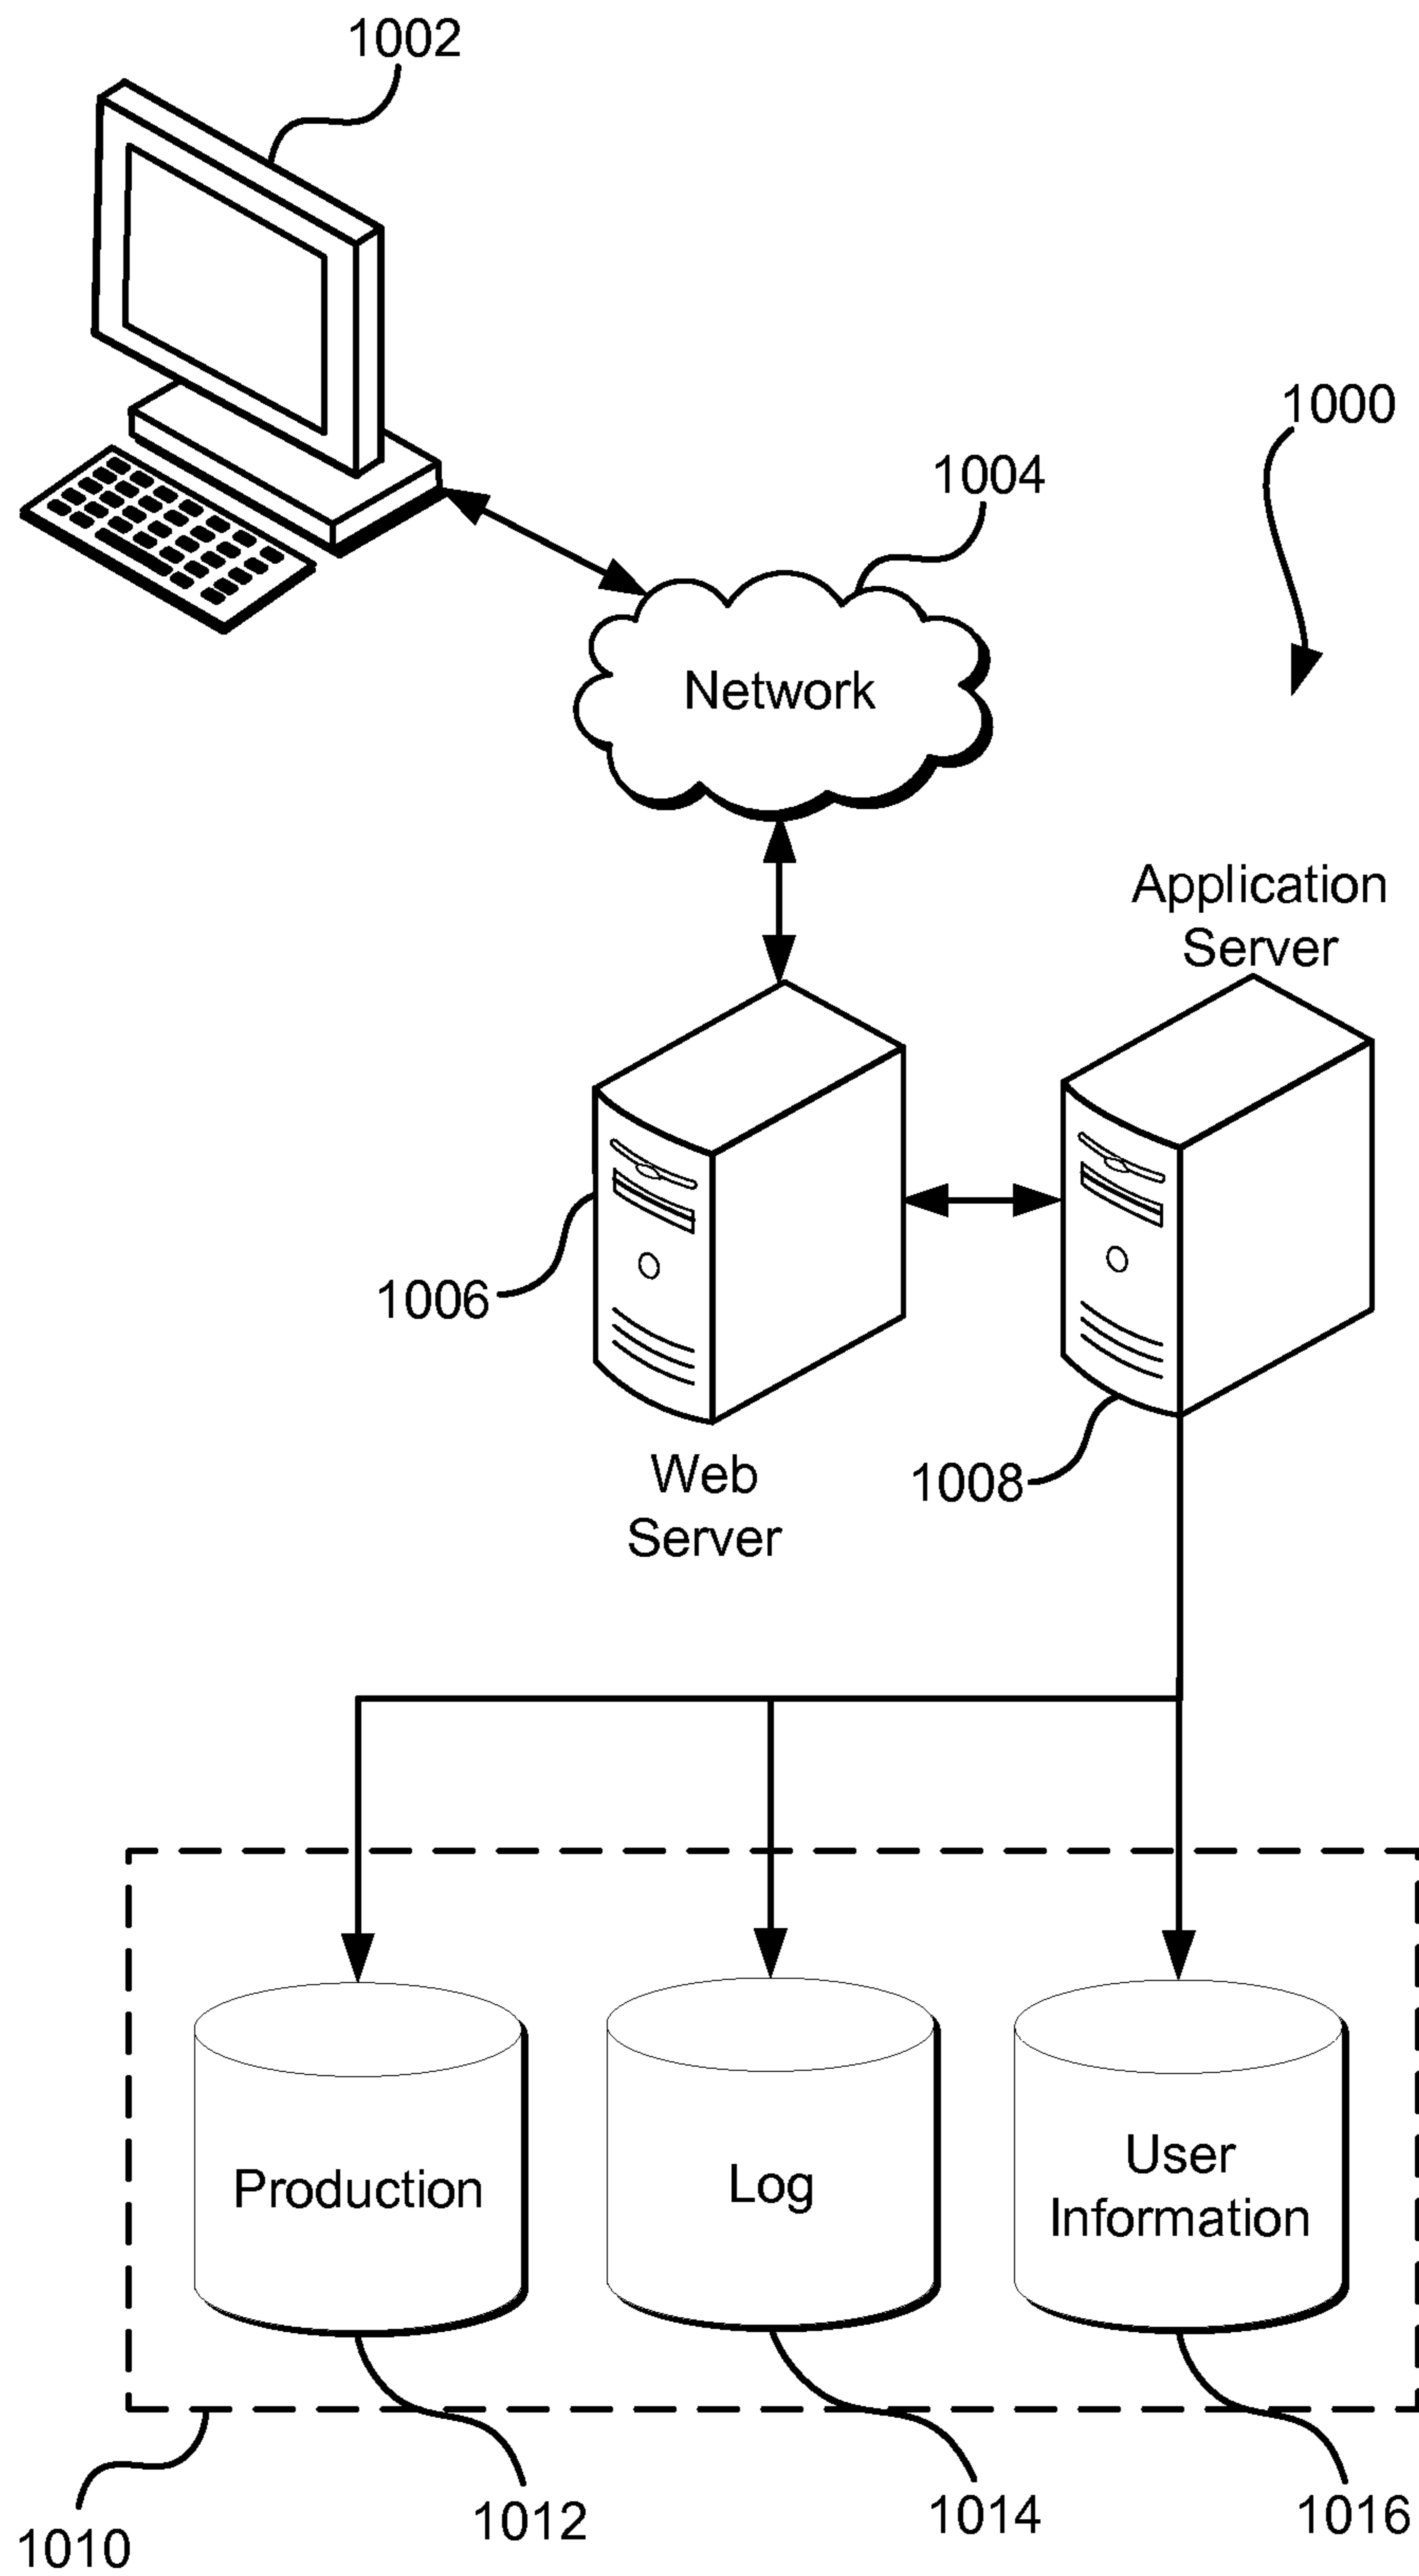 1002
1000
1004
Network
Application
Server
1006
1008
Web
Server
Production
Log
User
Information
1010
1012
1014
1016